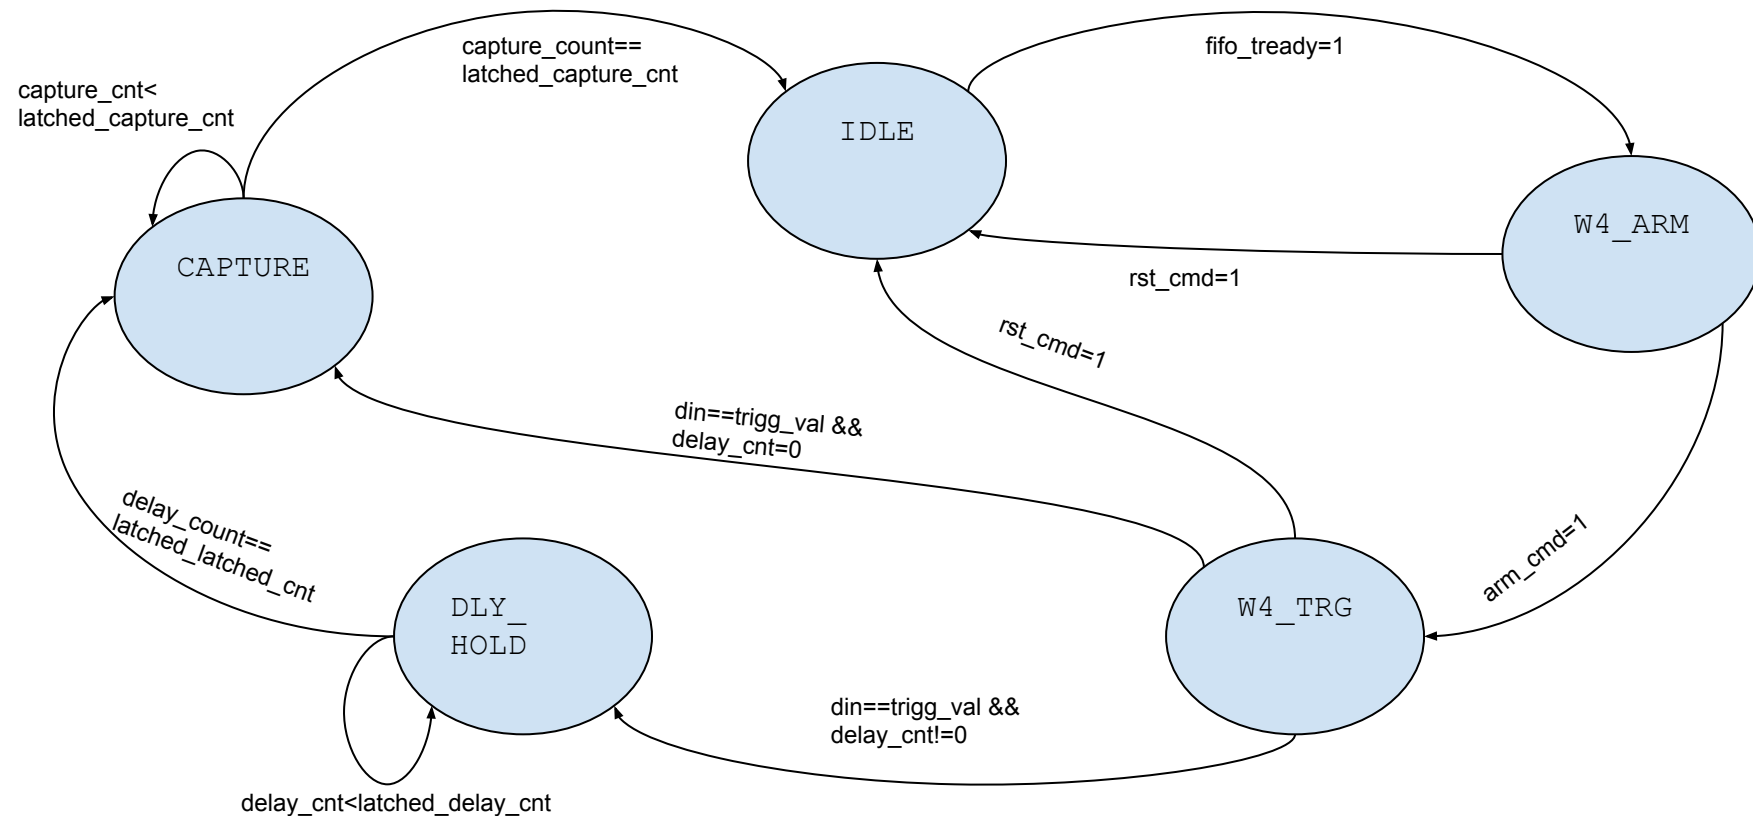 capture_count==
latched_capture_cnt
fifo_tready=1
capture_cnt<
latched_capture_cnt
IDLE
W4_ARM
CAPTURE
rst_cmd=1
rst_cmd=1
din==trigg_val &&
delay_cnt=0
delay_count==
latched_latched_cnt
arm_cmd=1
DLY_
HOLD
W4_TRG
din==trigg_val &&
delay_cnt!=0
delay_cnt<latched_delay_cnt